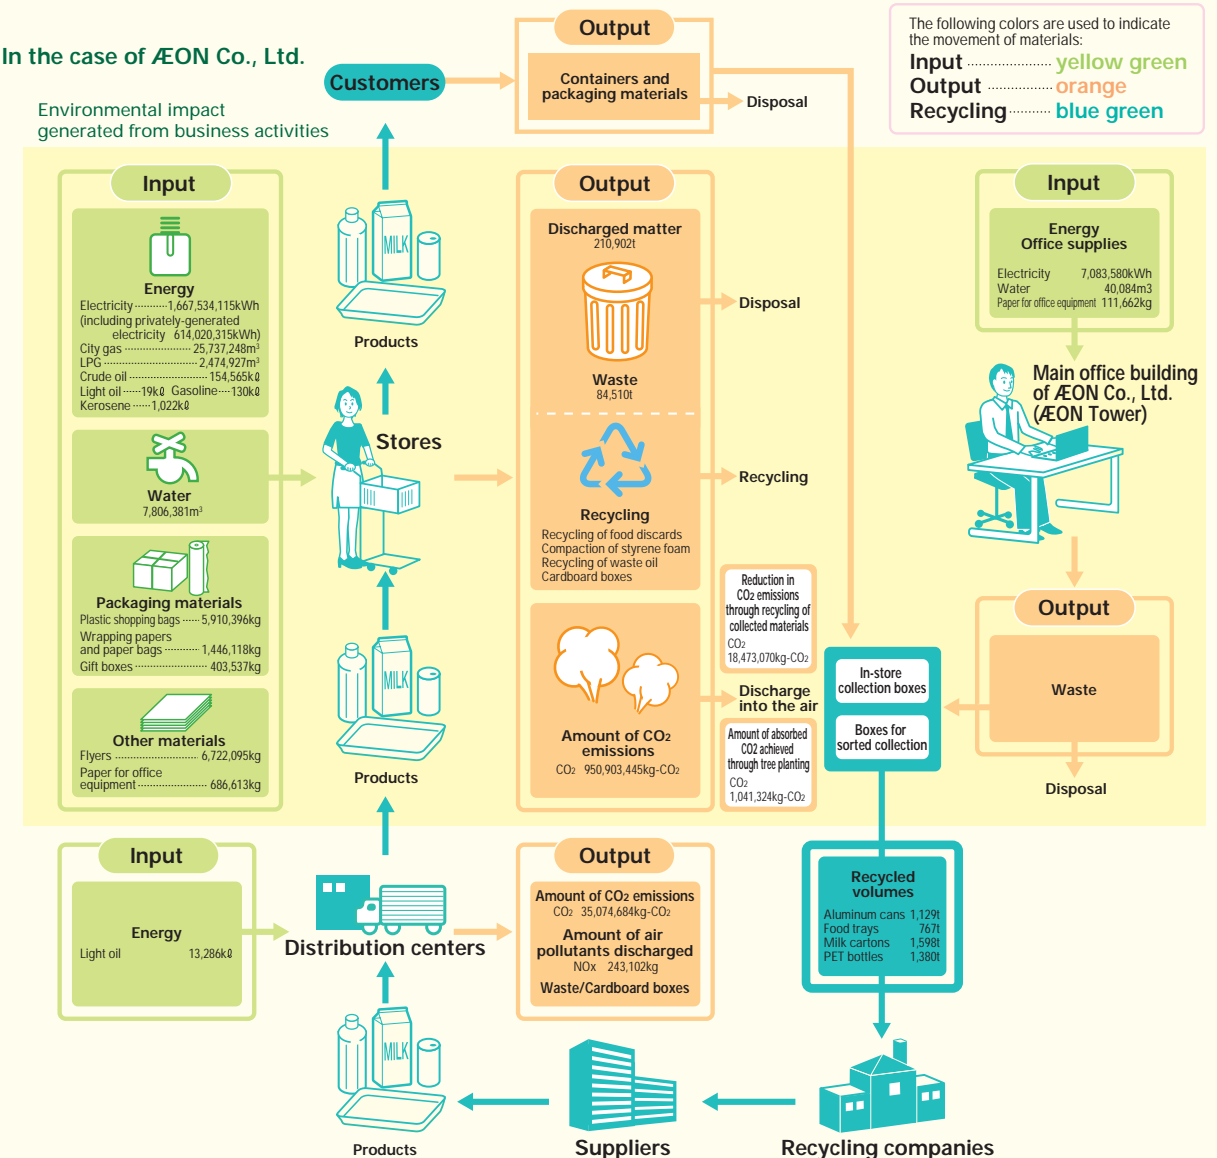 In the case of ÆON Co., Ltd.
Environmental impact
generated from business activities
Customers
Output
Containers and
packaging materials
Disposal
The following colors are used to indicate
the movement of materials:
Input ····················· yellow green
Output ················· orange
Recycling ··········· blue green
Input
Energy
Electricity ··········· 1,667,534,115kWh
(including privately-generated
electricity 614,020,315kWh)
City gas ······················ 25,737,248m³
LPG ······························· 2,474,927m³
Crude oil ··························· 154,565kℓ
Light oil ····· 19kℓ Gasoline ···· 130kℓ
Kerosene ······ 1,022kℓ
Water
7,806,381m³
Packaging materials
Plastic shopping bags ······ 5,910,396kg
Wrapping papers
and paper bags ··········· 1,446,118kg
Gift boxes ························ 403,537kg
Other materials
Flyers ··························· 6,722,095kg
Paper for office
equipment ······················· 686,613kg
MILK
Products
Stores
MILK
Products
Output
Discharged matter
210,902t
Waste
84,510t
Disposal
Recycling
Recycling
Recycling of food discards
Compaction of styrene foam
Recycling of waste oil
Cardboard boxes
Amount of CO2
emissions
CO2 950,903,445kg-CO2
Discharge
into the air
Reduction in
CO2 emissions
through recycling of
collected materials
CO2
18,473,070kg-CO2
Amount of absorbed
CO2 achieved
through tree planting
CO2
1,041,324kg-CO2
Input
Energy
Office supplies
Electricity 7,083,580kWh
Water 40,084m3
Paper for office equipment 111,662kg
Main office building
of ÆON Co., Ltd.
(ÆON Tower)
Output
Waste
Disposal
In-store
collection boxes
Boxes for
sorted collection
Input
Energy
Light oil 13,286kℓ
Distribution centers
Output
Amount of CO2 emissions
CO2 35,074,684kg-CO2
Amount of air
pollutants discharged
NOx 243,102kg
Waste/Cardboard boxes
Recycled
volumes
Aluminum cans 1,129t
Food trays 767t
Milk cartons 1,598t
PET bottles 1,380t
MILK
Products
Suppliers
Recycling companies